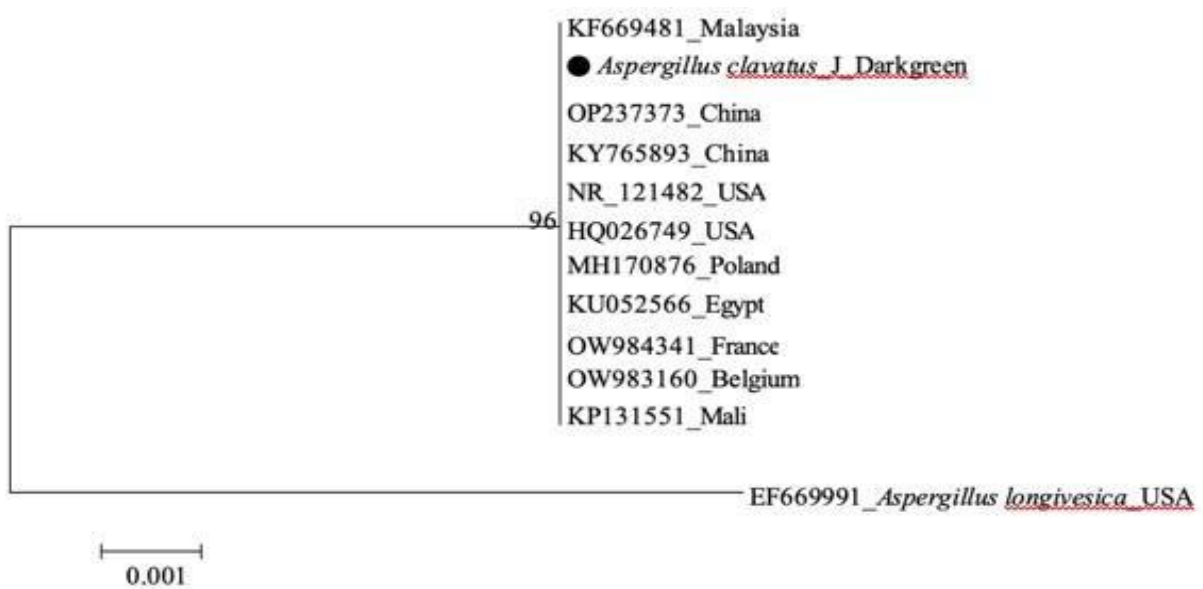 KF669481_Malaysia
Aspergillus clavatus_J_Darkgreen
OP237373_China
KY765893_China
NR_121482_USA
96
HQ026749_USA
MH170876_Poland
KU052566_Egypt
OW984341_France
OW983160_Belgium
KP131551_Mali
EF669991_Aspergillus longivesica_USA
0.001